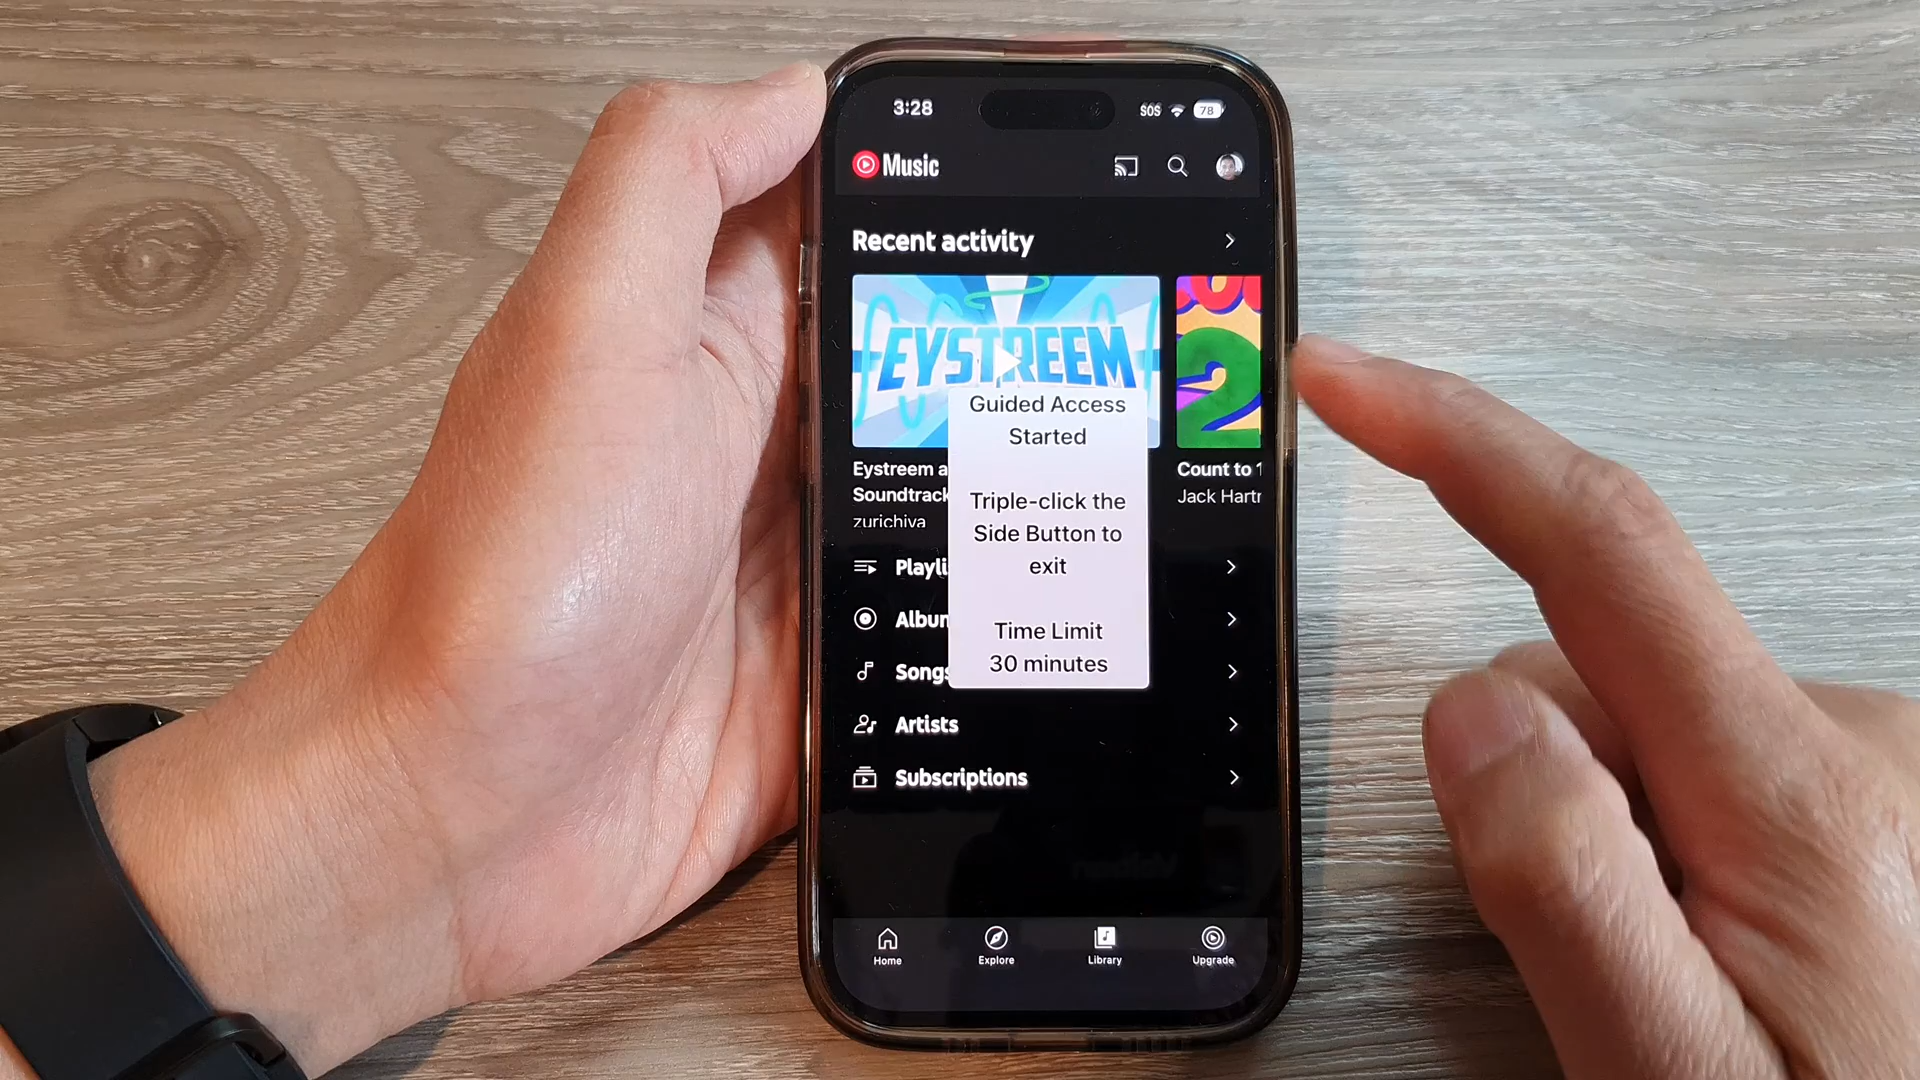 3:28
SOS
78
Music
Recent activity
EYSTREEM
2
Guided Access
Started
Triple-click the
Side Button to
exit
Time Limit
30 minutes
Eystreem a
Soundtrack
zurichiva
Count to 1
Jack Hartr
Playli
Album
Songs
Artists
Subscriptions
Home
Explore
Library
Upgrade